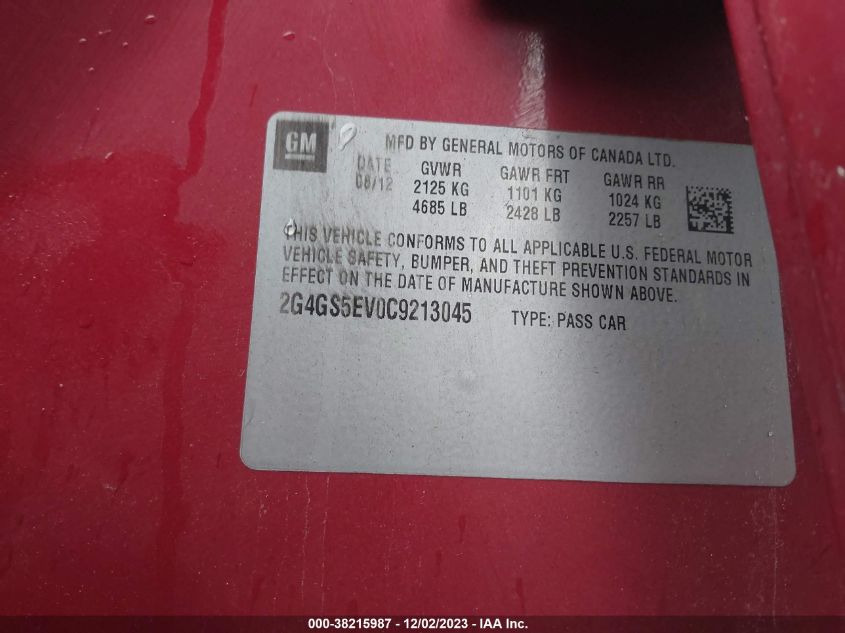 GM
MFD BY GENERAL MOTORS OF CANADA LTD.
DATE GVWR GAWR FRT GAWR RR
06/12 2125 KG 1101 KG 1024 KG
4685 LB 2428 LB 2257 LB
THIS VEHICLE CONFORMS TO ALL APPLICABLE U.S. FEDERAL MOTOR
VEHICLE SAFETY, BUMPER, AND THEFT PREVENTION STANDARDS IN
EFFECT ON THE DATE OF MANUFACTURE SHOWN ABOVE.
2G4GS5EV0C9213045 TYPE: PASS CAR
000-38215987 - 12/02/2023 - IAA Inc.